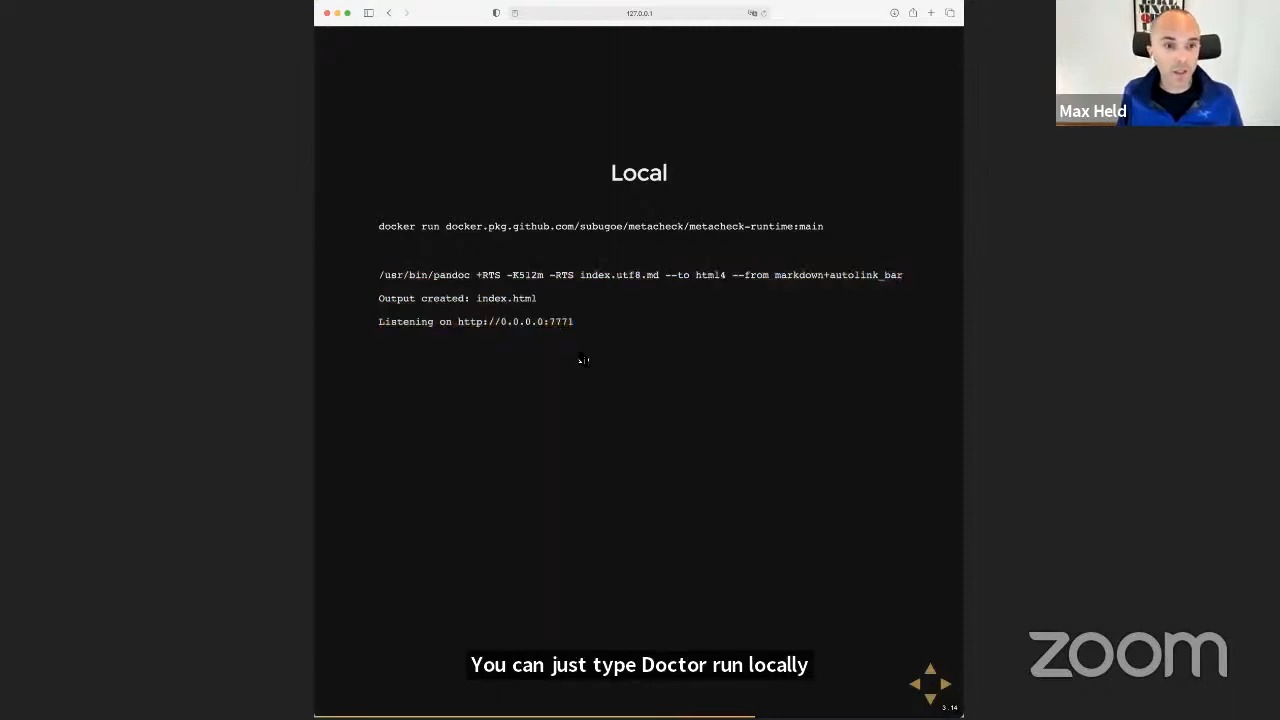 127.0.0.1
Max Held
Local
docker run docker.pkg.github.com/subugoe/metacheck/metacheck-runtime:main
/usr/bin/pandoc +RTS -K512m -RTS index.utf8.md --to html4 --from markdown+autolink_bar
Output created: index.html
Listening on http://0.0.0.0:7771
You can just type Doctor run locally
zoom
3 . 14